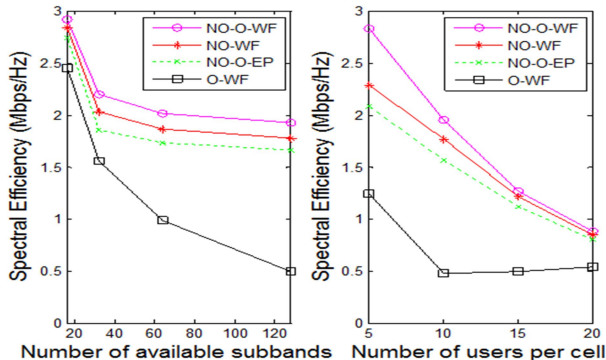 Spectral Efficiency (Mbps/Hz)
3
2.5
2
1.5
1
0.5
0
20 40 60 80 100 120
Number of available subbands
NO-O-WF
NO-WF
NO-O-EP
O-WF
Spectral Efficiency (Mbps/Hz)
3
2.5
2
1.5
1
0.5
0
5 10 15 20
Number of users per cell
NO-O-WF
NO-WF
NO-O-EP
O-WF